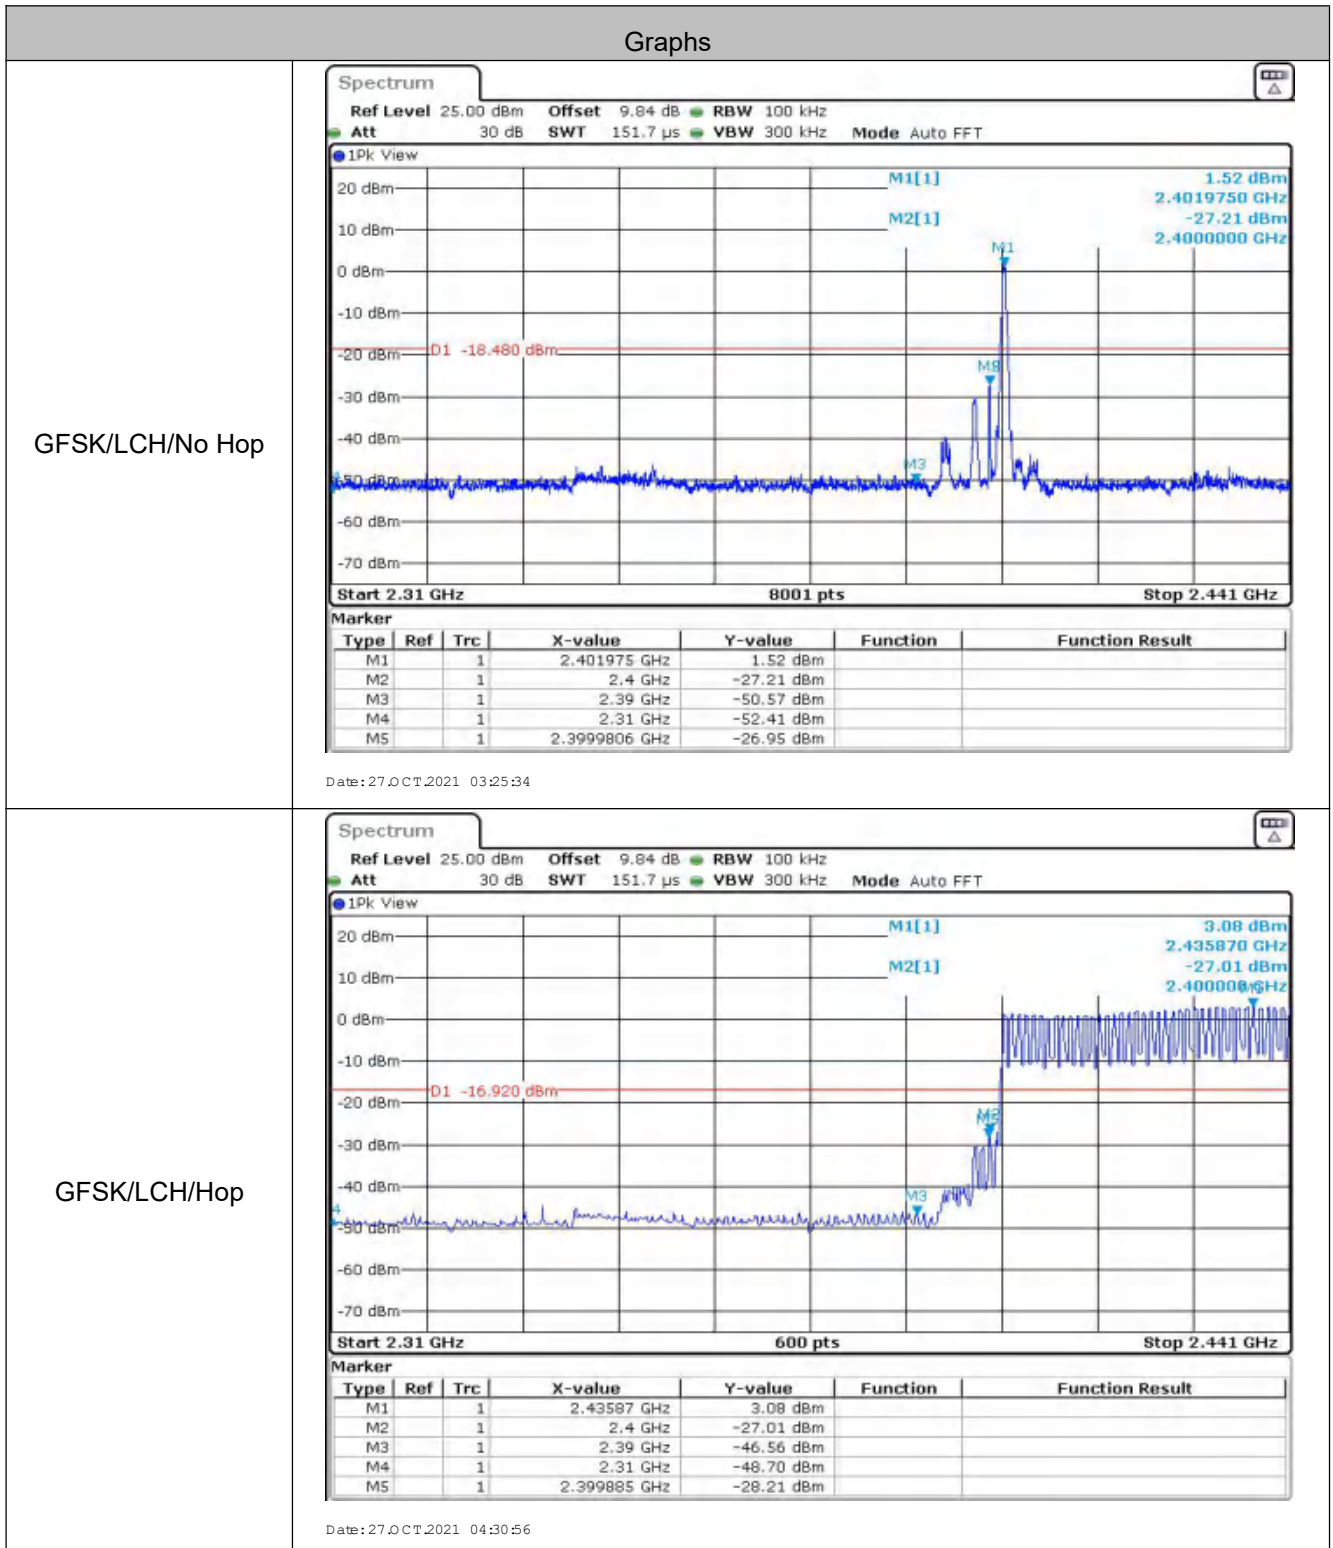 Graphs
GFSK/LCH/No Hop
Spectrum
Ref Level 25.00 dBm Offset 9.84 dB RBW 100 kHz
Att 30 dB SWT 151.7 µs VBW 300 kHz Mode Auto FFT
1Pk View
M1[1] 1.52 dBm
2.4019750 GHz
M2[1] -27.21 dBm
2.4000000 GHz
20 dBm
10 dBm
M1
0 dBm
-10 dBm
D1 -18.480 dBm
-20 dBm
-30 dBm
-40 dBm
M3
-50 dBm
-60 dBm
-70 dBm
Start 2.31 GHz 8001 pts Stop 2.441 GHz
Marker
Type Ref Trc X-value Y-value Function Function Result
M1 1 2.401975 GHz 1.52 dBm
M2 1 2.4 GHz -27.21 dBm
M3 1 2.39 GHz -50.57 dBm
M4 1 2.31 GHz -52.41 dBm
M5 1 2.3999806 GHz -26.95 dBm
Date: 27.OCT.2021 03:25:34
GFSK/LCH/Hop
Spectrum
Ref Level 25.00 dBm Offset 9.84 dB RBW 100 kHz
Att 30 dB SWT 151.7 µs VBW 300 kHz Mode Auto FFT
1Pk View
M1[1] 3.08 dBm
2.435870 GHz
M2[1] -27.01 dBm
2.400000 GHz
20 dBm
10 dBm
0 dBm
-10 dBm
D1 -16.920 dBm
-20 dBm
-30 dBm
-40 dBm
M3
4
-50 dBm
-60 dBm
-70 dBm
Start 2.31 GHz 600 pts Stop 2.441 GHz
Marker
Type Ref Trc X-value Y-value Function Function Result
M1 1 2.43587 GHz 3.08 dBm
M2 1 2.4 GHz -27.01 dBm
M3 1 2.39 GHz -46.56 dBm
M4 1 2.31 GHz -48.70 dBm
M5 1 2.399885 GHz -28.21 dBm
Date: 27.OCT.2021 04:30:56